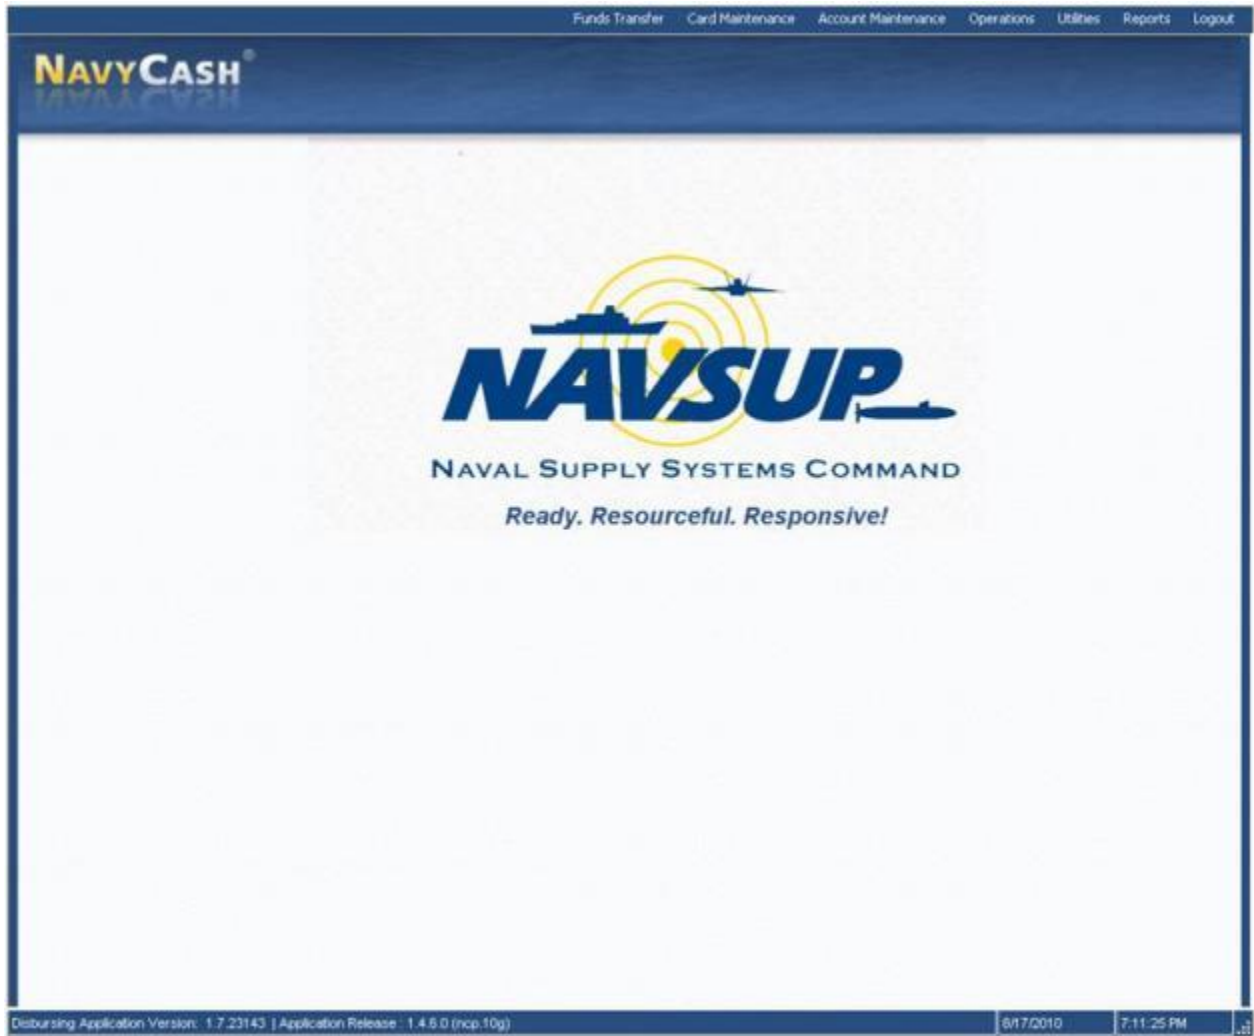 Funds Transfer Card Maintenance Account Maintenance Operations Utilities Reports Logout
NAVYCASH®
NAVSUP
NAVAL SUPPLY SYSTEMS COMMAND
Ready. Resourceful. Responsive!
Disbursing Application Version: 1.7.23143 | Application Release : 1.4.6.0 (ncp.10g) 8/17/2010 7:11:25 PM